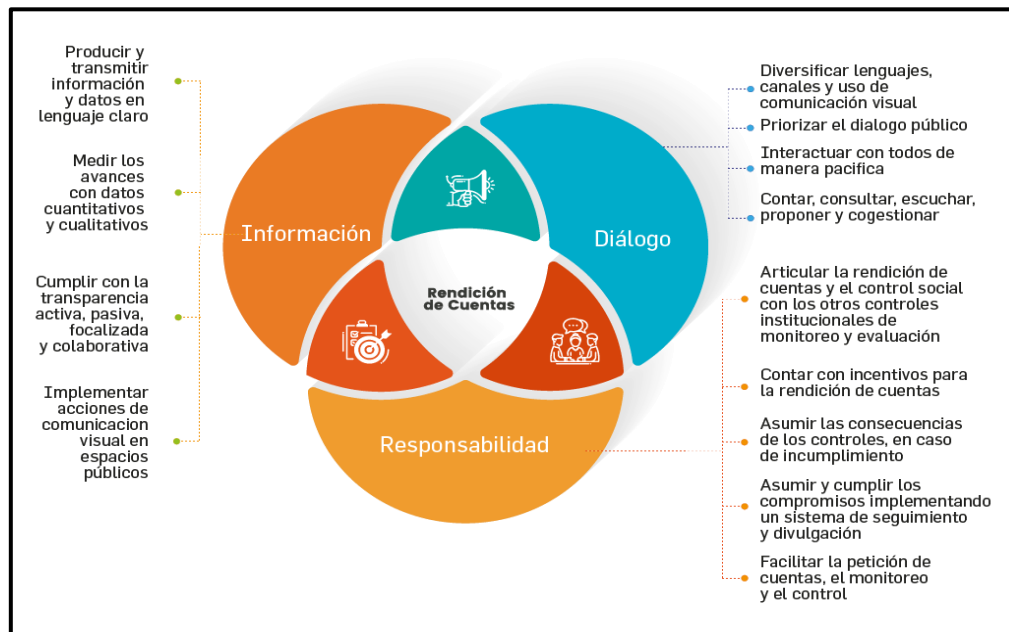 Producir y
transmitir
información
y datos en
lenguaje claro
Medir los
avances
con datos
cuantitativos
y cualitativos
Cumplir con la
transparencia
activa, pasiva,
focalizada
y colaborativa
Implementar
acciones de
comunicacion
visual en
espacios
públicos
Información
Diálogo
Rendición
de Cuentas
Responsabilidad
Diversificar lenguajes,
canales y uso de
comunicación visual
Priorizar el dialogo público
Interactuar con todos de
manera pacifica
Contar, consultar, escuchar,
proponer y cogestionar
Articular la rendición de
cuentas y el control social
con los otros controles
institucionales de
monitoreo y evaluación
Contar con incentivos para
la rendición de cuentas
Asumir las consecuencias
de los controles, en caso
de incumplimiento
Asumir y cumplir los
compromisos implementando
un sistema de seguimiento
y divulgación
Facilitar la petición de
cuentas, el monitoreo
y el control